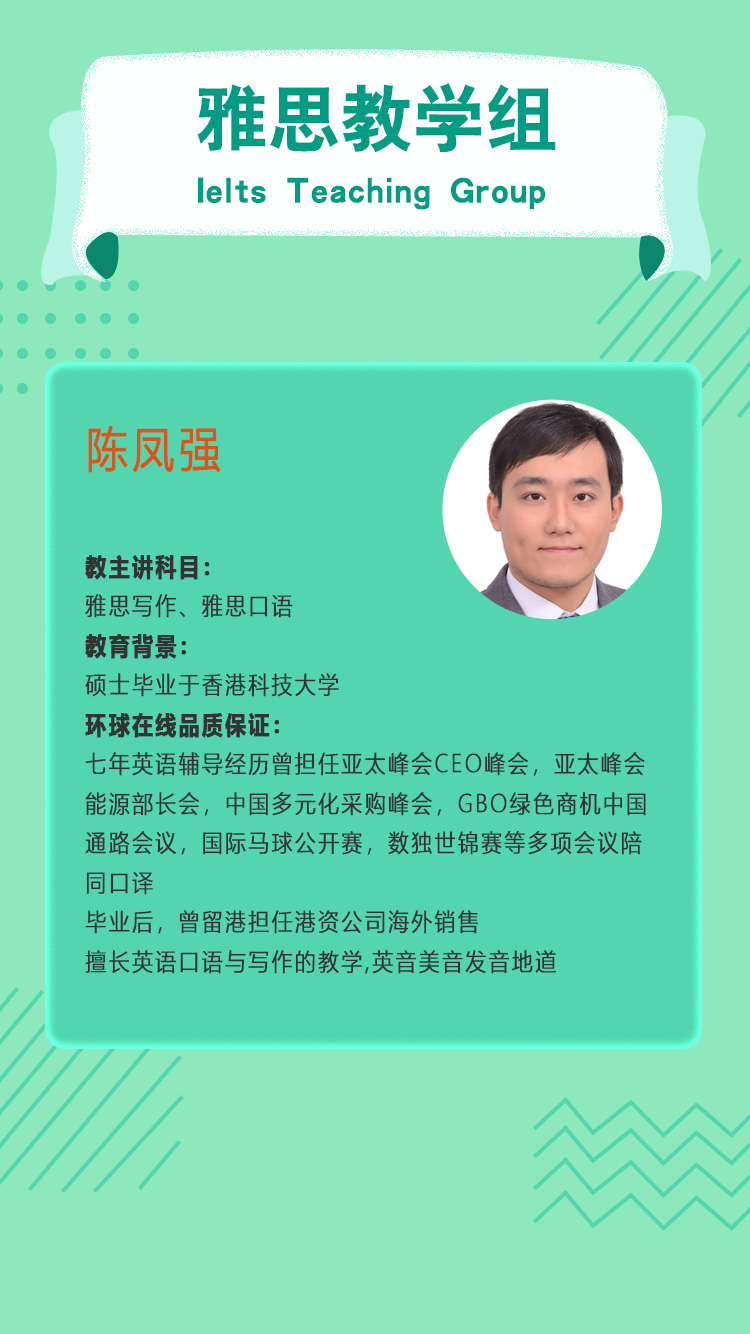 雅思教学组
Ielts Teaching Group
陈凤强
教主讲科目：
雅思写作、雅思口语
教育背景：
硕士毕业于香港科技大学
环球在线品质保证：
七年英语辅导经历曾担任亚太峰会CEO峰会，亚太峰会
能源部长会，中国多元化采购峰会，GBO绿色商机中国
通路会议，国际马球公开赛，数独世锦赛等多项会议陪
同口译
毕业后，曾留港担任港资公司海外销售
擅长英语口语与写作的教学,英音美音发音地道